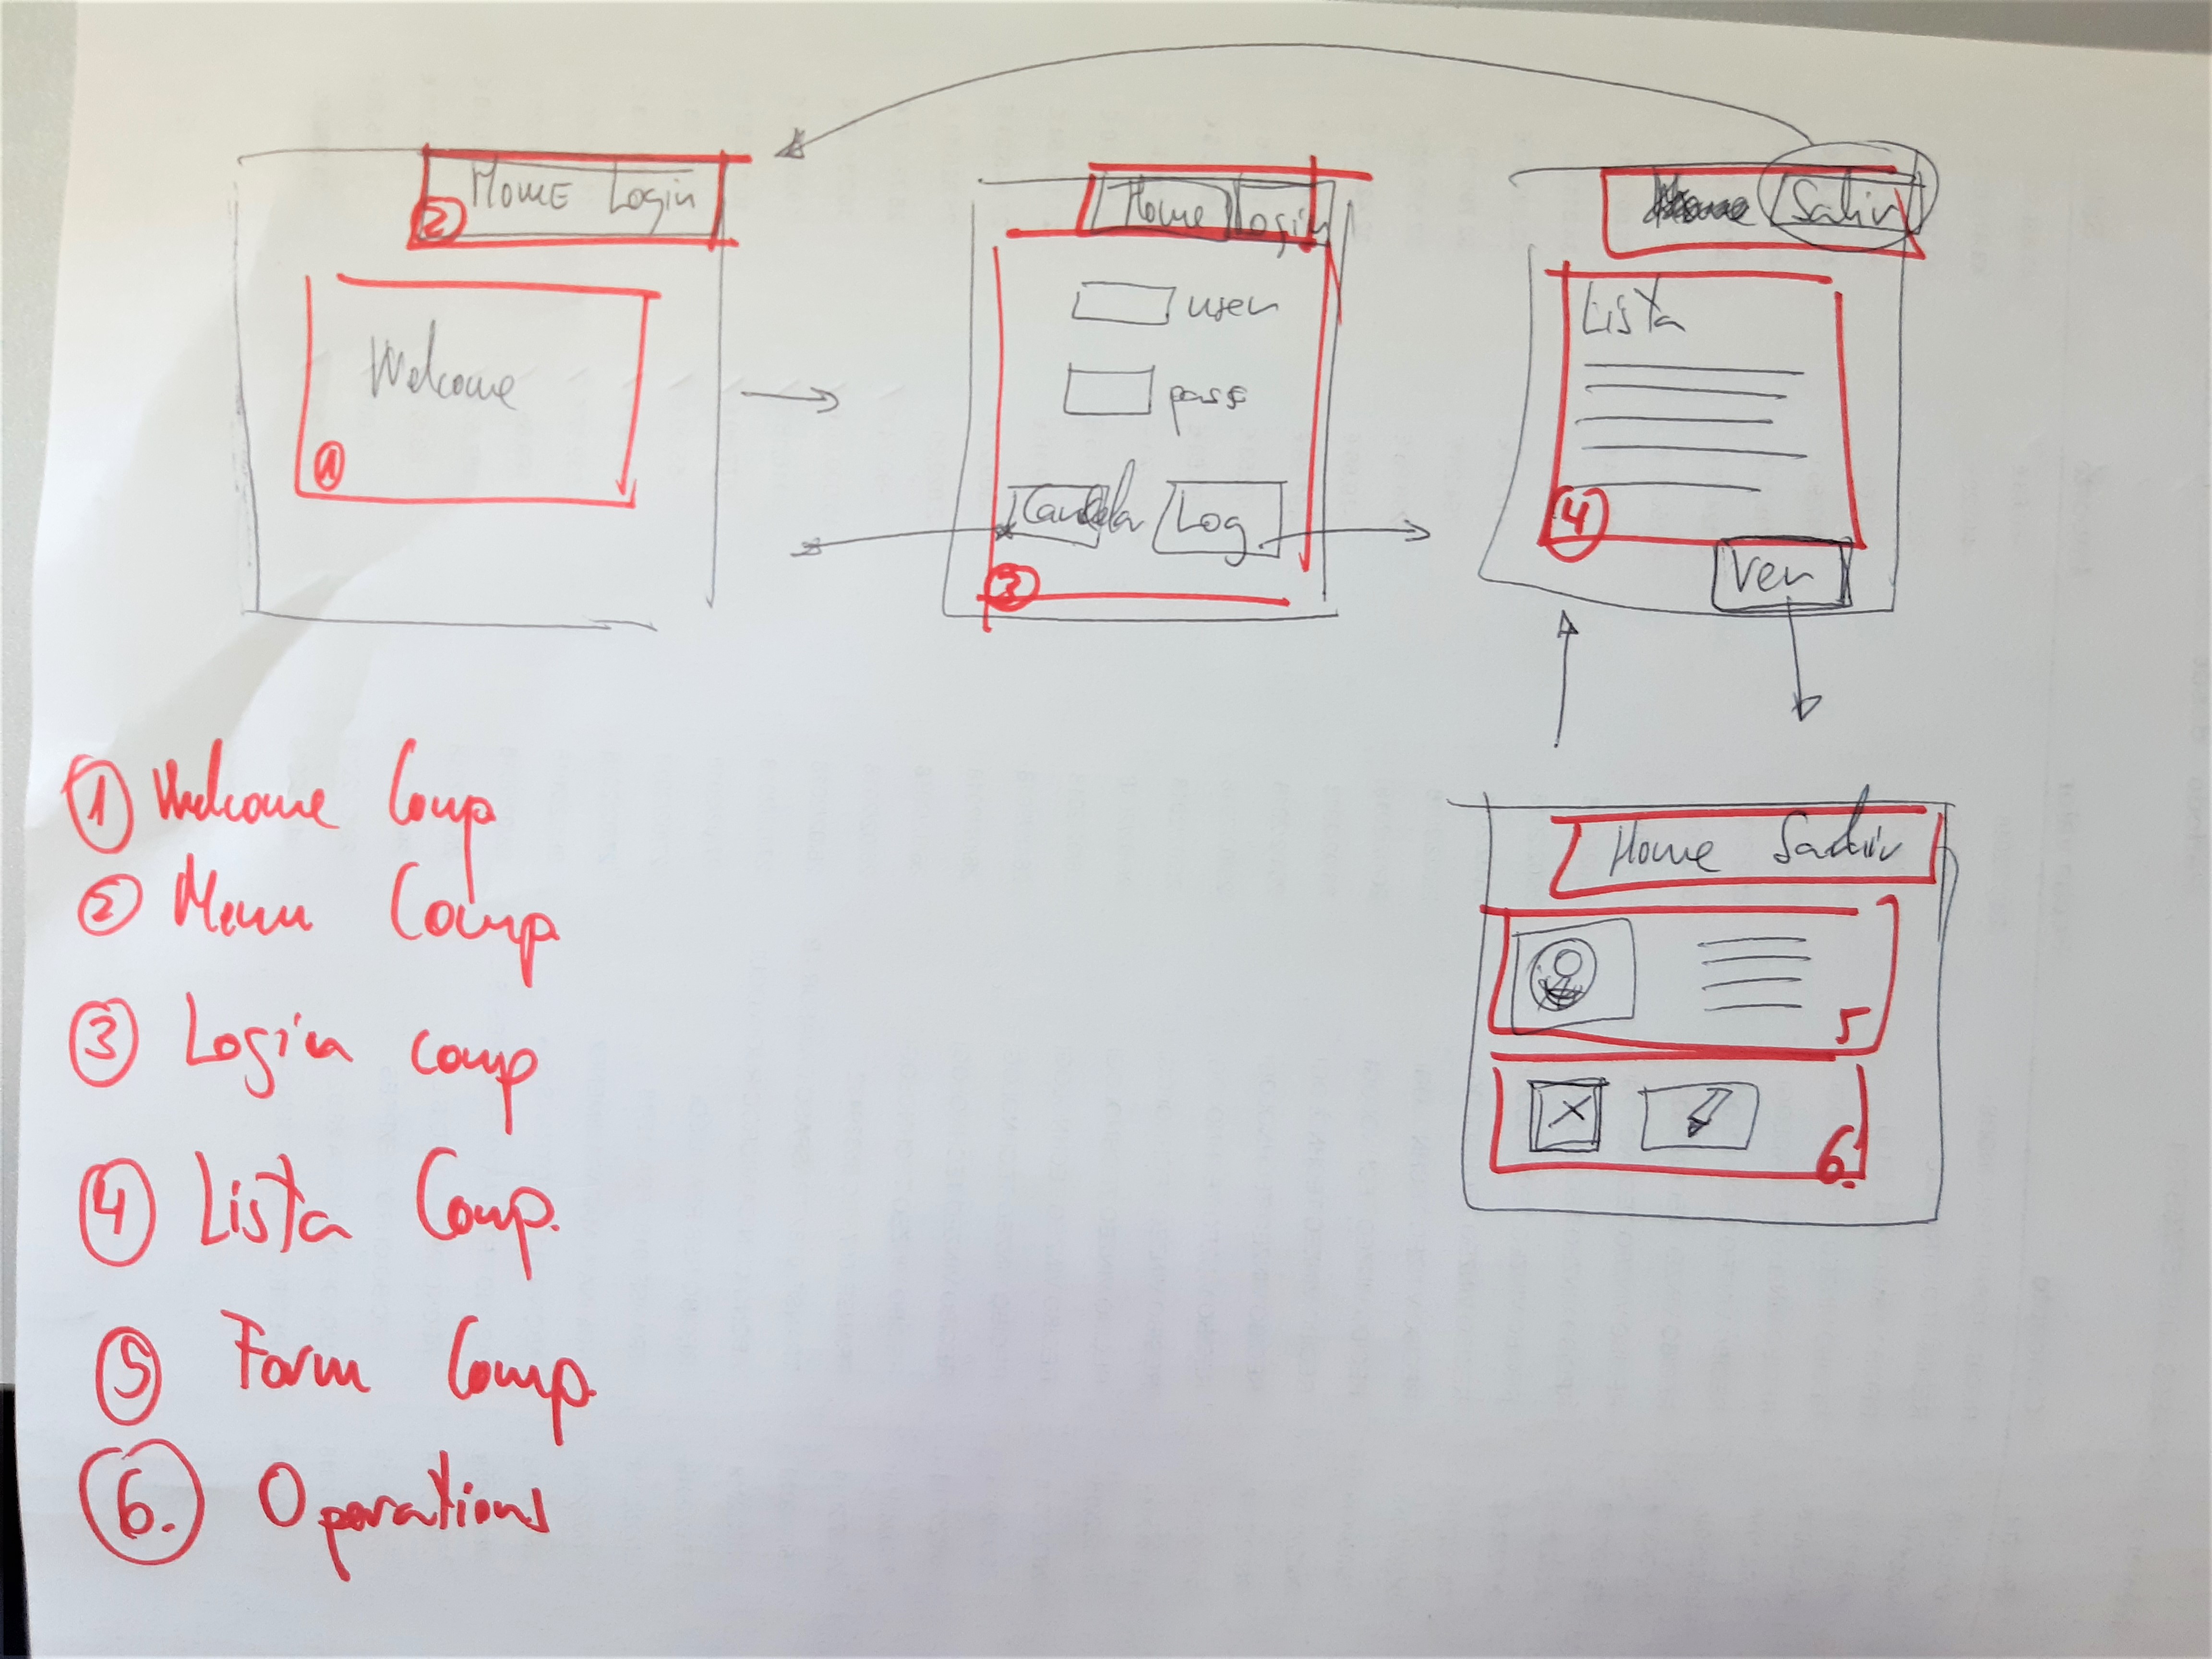 Home Login
2
Welcome
1
Home Login
user
pass
Cancelar Log
3
Home Salir
Lista
4
Ver
Home Salir
5
6.
1 Welcome Comp
2 Menu Comp
3 Login comp
4 Lista Comp.
5 Form Comp.
6. Operations